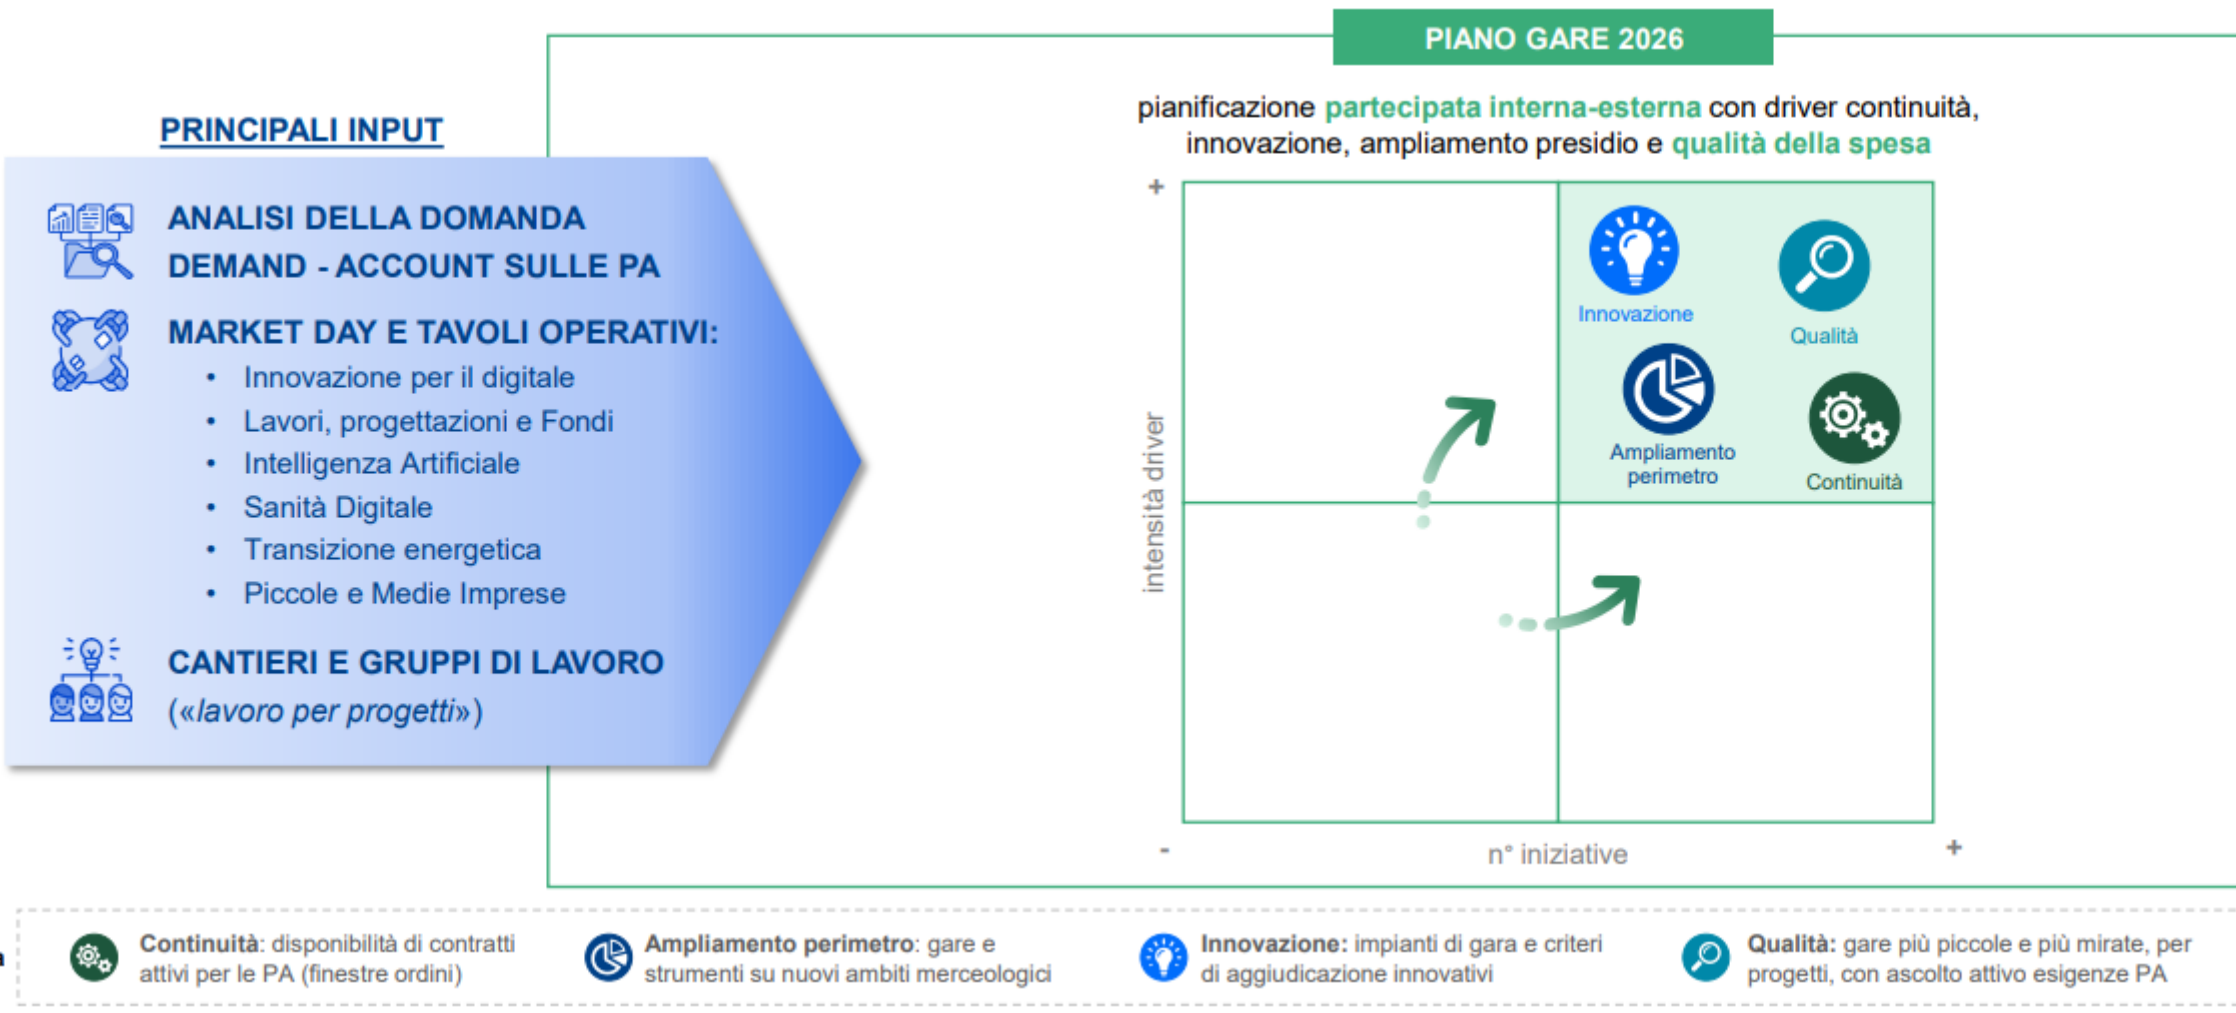 PIANO GARE 2026
pianificazione partecipata interna-esterna con driver continuità,
innovazione, ampliamento presidio e qualità della spesa
PRINCIPALI INPUT
ANALISI DELLA DOMANDA
DEMAND - ACCOUNT SULLE PA
MARKET DAY E TAVOLI OPERATIVI:
• Innovazione per il digitale
• Lavori, progettazioni e Fondi
• Intelligenza Artificiale
• Sanità Digitale
• Transizione energetica
• Piccole e Medie Imprese
CANTIERI E GRUPPI DI LAVORO
(«lavoro per progetti»)
+
intensità driver
Innovazione
Qualità
Ampliamento
perimetro
Continuità
-
n° iniziative
+
a
Continuità: disponibilità di contratti
attivi per le PA (finestre ordini)
Ampliamento perimetro: gare e
strumenti su nuovi ambiti merceologici
Innovazione: impianti di gara e criteri
di aggiudicazione innovativi
Qualità: gare più piccole e più mirate, per
progetti, con ascolto attivo esigenze PA